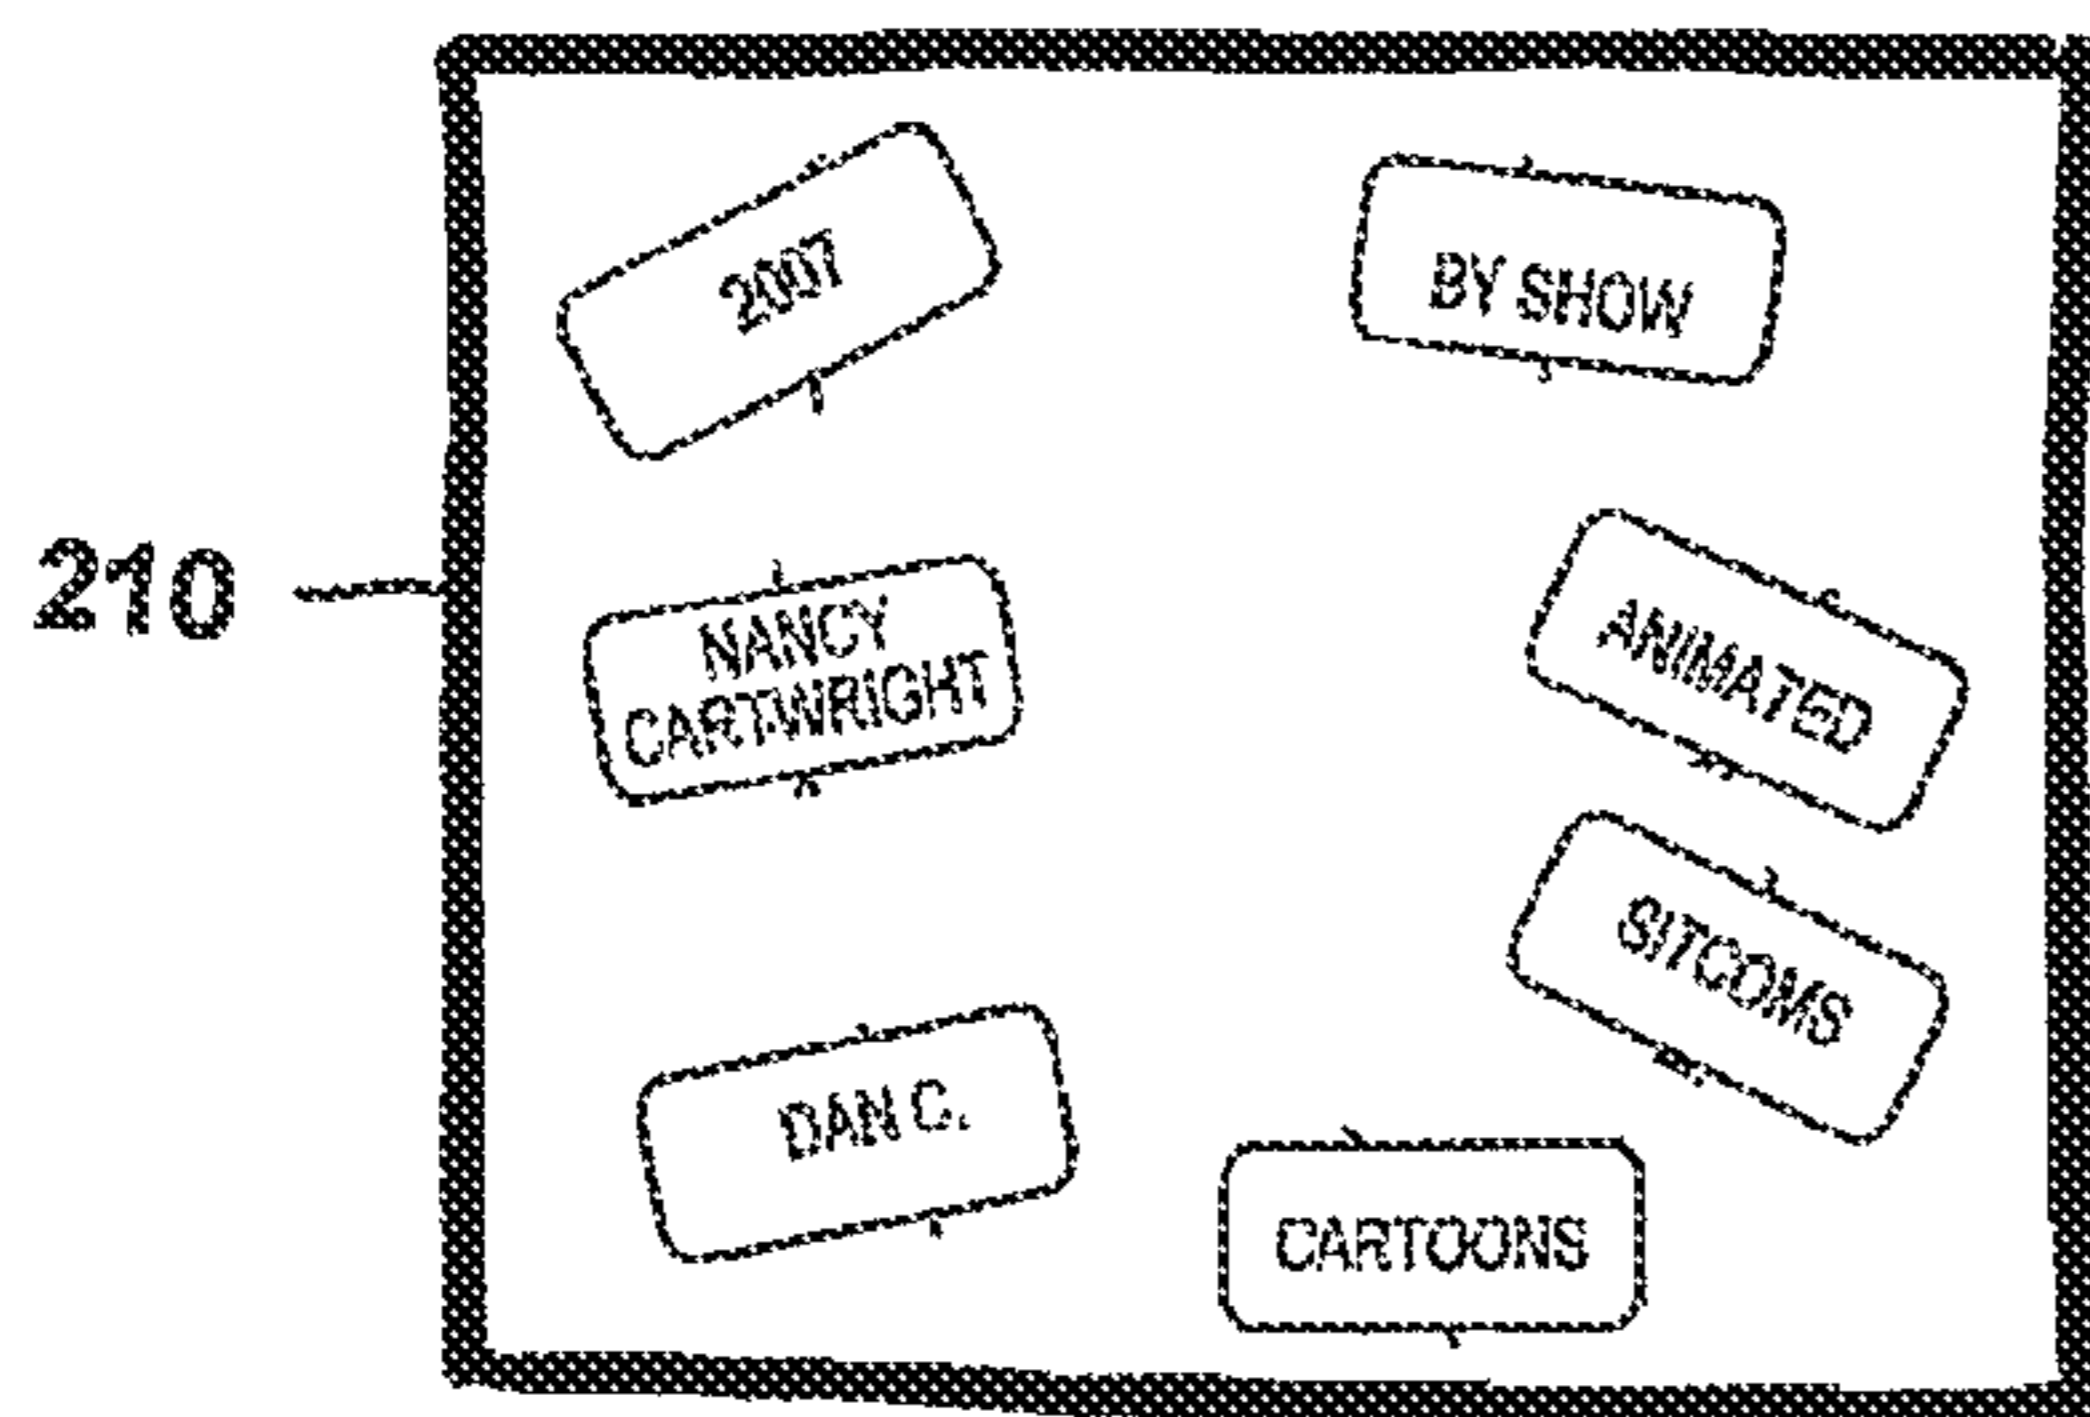 2007
BY SHOW
210
NANCY
CARTWRIGHT
ANIMATED
SITCOMS
DAN C.
CARTOONS